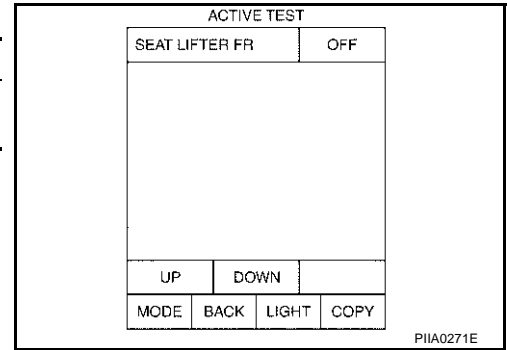 ACTIVE TEST
SEAT LIFTER FR OFF
UP DOWN
MODE BACK LIGHT COPY
PIIA0271E